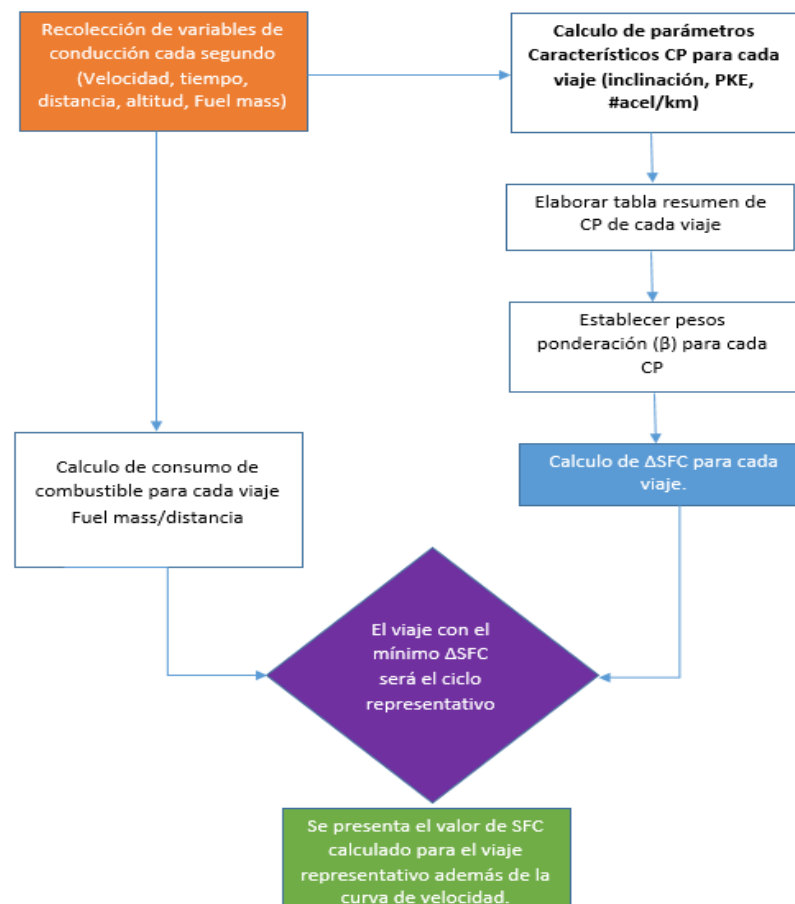 Recolección de variables de
conducción cada segundo
(Velocidad, tiempo,
distancia, altitud, Fuel mass)
Calculo de parámetros
Característicos CP para cada
viaje (inclinación, PKE,
#acel/km)
Elaborar tabla resumen de
CP de cada viaje
Establecer pesos
ponderación (β) para cada
CP
Calculo de ΔSFC para cada
viaje.
Calculo de consumo de
combustible para cada viaje
Fuel mass/distancia
El viaje con el
mínimo ΔSFC
será el ciclo
representativo
Se presenta el valor de SFC
calculado para el viaje
representativo además de la
curva de velocidad.